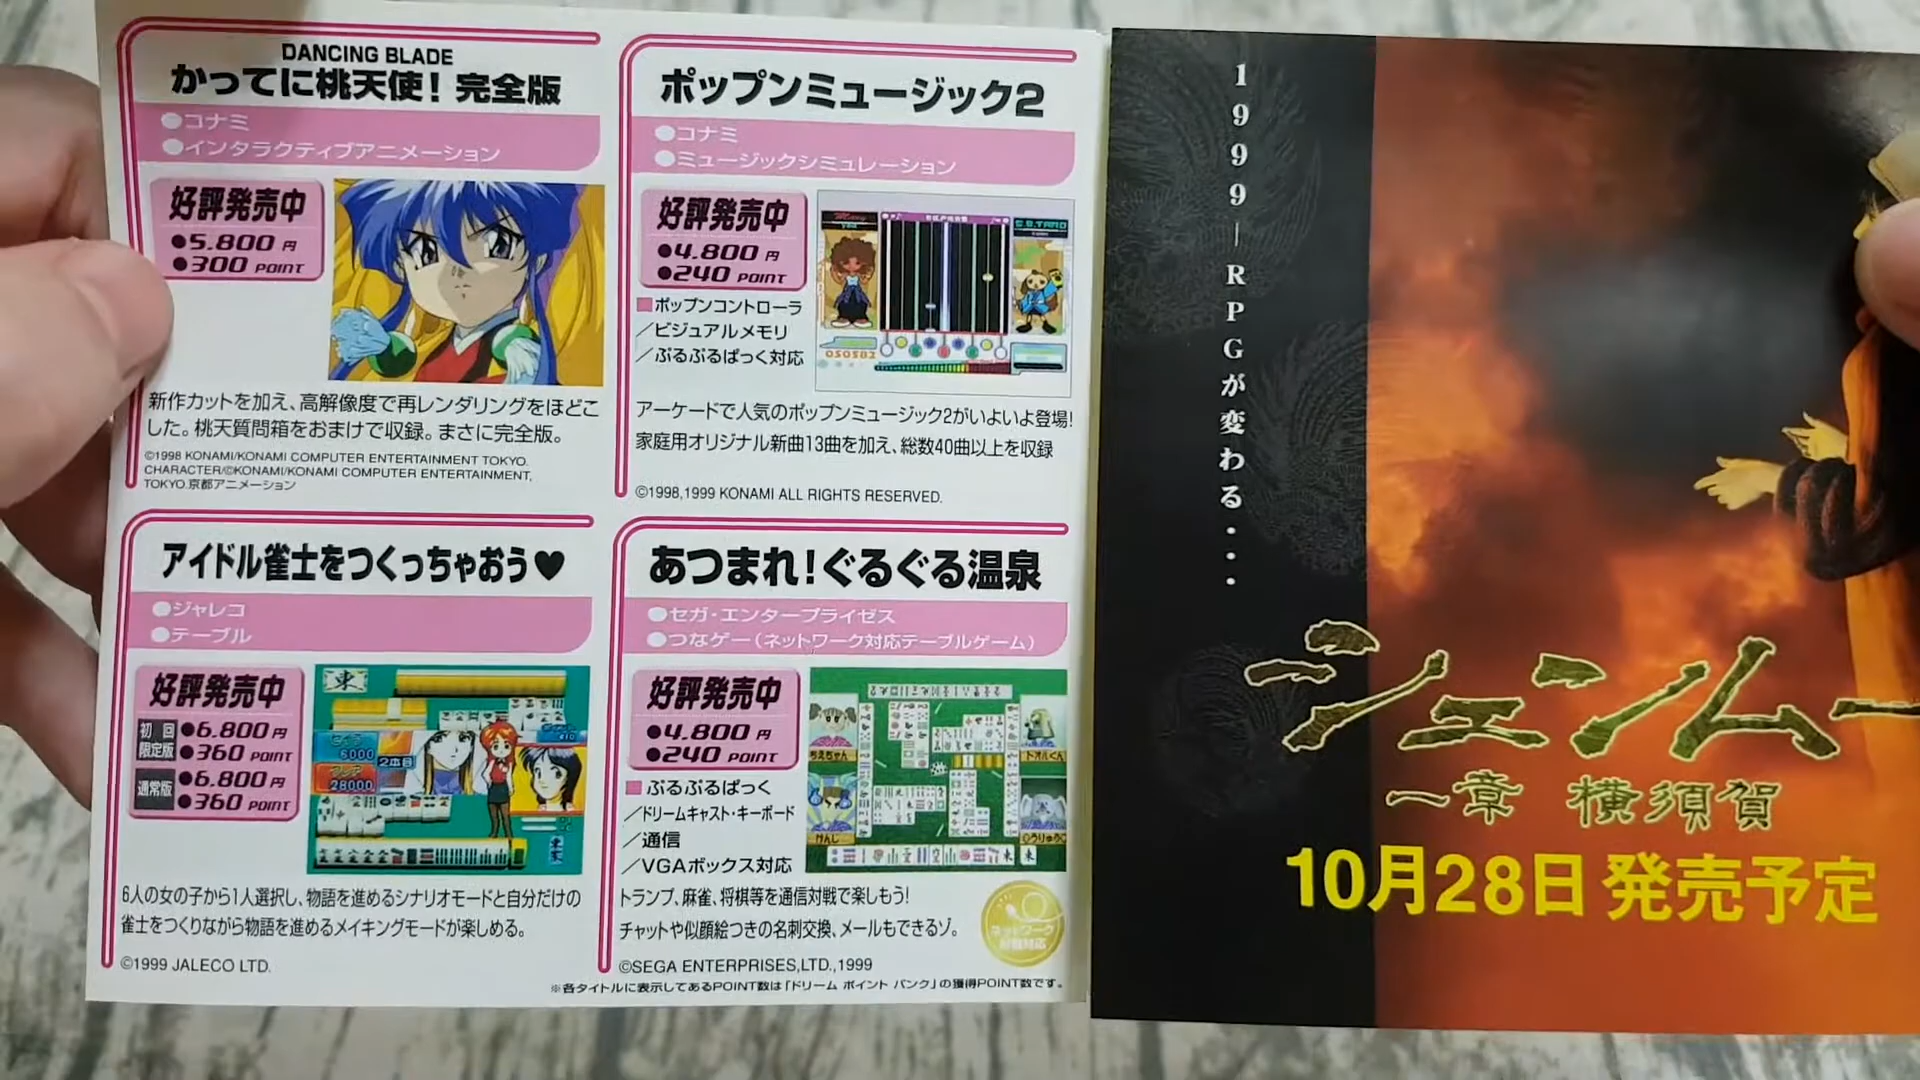 DANCING BLADE
かってに桃天使！ 完全版
●コナミ
●インタラクティブアニメーション
好評発売中
●5.800円
●300 POINT
新作カットを加え、高解像度で再レンダリングをほどこ
した。桃天質問箱をおまけで収録。まさに完全版。
©1998 KONAMI/KONAMI COMPUTER ENTERTAINMENT TOKYO.
CHARACTER/©KONAMI/KONAMI COMPUTER ENTERTAINMENT,
TOKYO.京都アニメーション
ポップンミュージック2
●コナミ
●ミュージックシミュレーション
好評発売中
●4.800円
●240 POINT
■ポップンコントローラ
／ビジュアルメモリ
／ぷるぷるぱっく対応
050582
アーケードで人気のポップンミュージック2がいよいよ登場!
家庭用オリジナル新曲13曲を加え、総数40曲以上を収録
©1998,1999 KONAMI ALL RIGHTS RESERVED.
アイドル雀士をつくっちゃおう♥
●ジャレコ
●テーブル
好評発売中
初回限定版 ●6.800円
●360 POINT
通常版 ●6.800円
●360 POINT
東
6000
2本目
28000
6人の女の子から1人選択し、物語を進めるシナリオモードと自分だけの
雀士をつくりながら物語を進めるメイキングモードが楽しめる。
©1999 JALECO LTD.
あつまれ！ぐるぐる温泉
●セガ・エンタープライゼス
●つなゲー（ネットワーク対応テーブルゲーム）
好評発売中
●4.800円
●240 POINT
■ぷるぷるぱっく
／ドリームキャスト・キーボード
／通信
／VGAボックス対応
ちえちゃん
トオルくん
けんじ
トランプ、麻雀、将棋等を通信対戦で楽しもう!
チャットや似顔絵つきの名刺交換、メールもできるゾ。
ネットワーク
©SEGA ENTERPRISES,LTD.,1999
※各タイトルに表示してあるPOINT数は「ドリーム ポイント バンク」の獲得POINT数です。
1999―RPGが変わる・・・
シェンムー
一章 横須賀
10月28日 発売予定